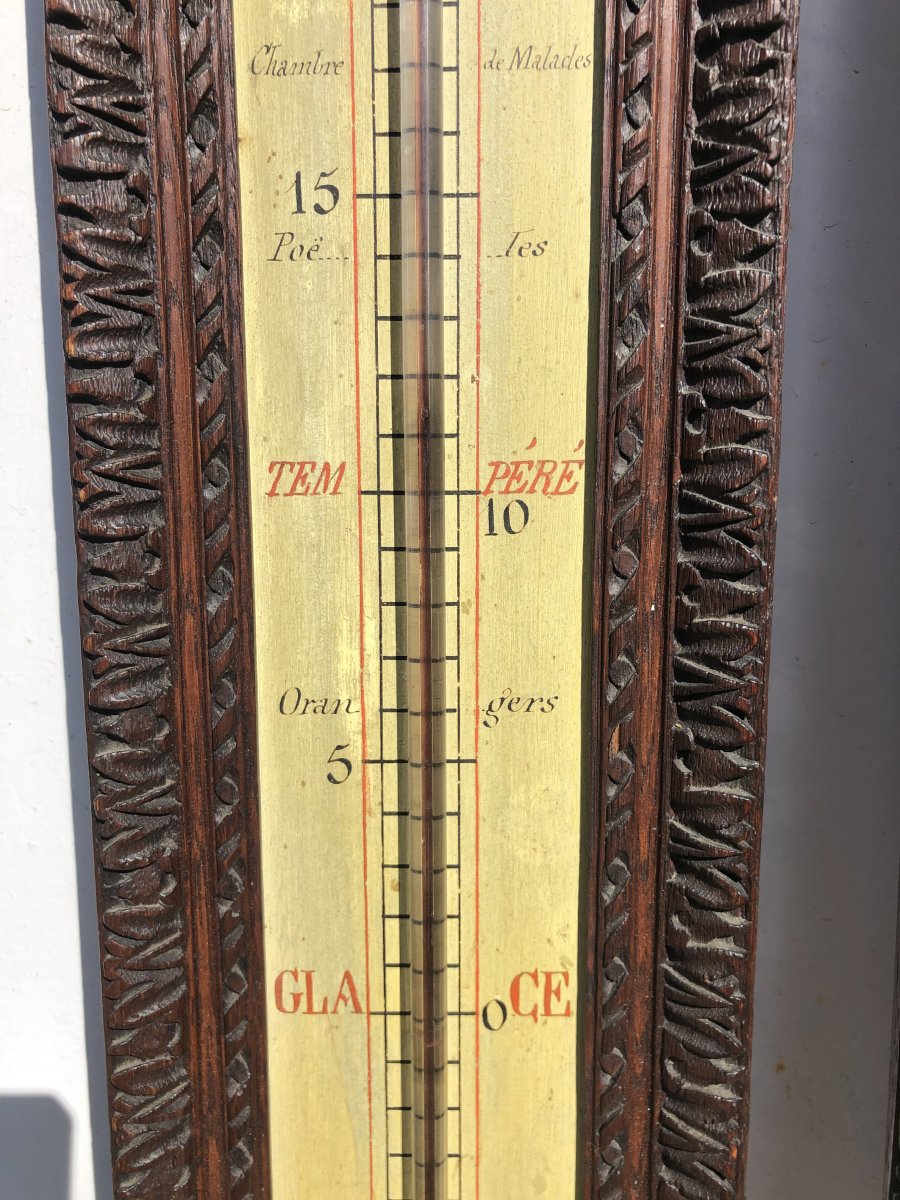 Chambre de Malades
15
Poë.... ...les
TEM PÉRÉ
10
Oran gers
5
GLA CE
0